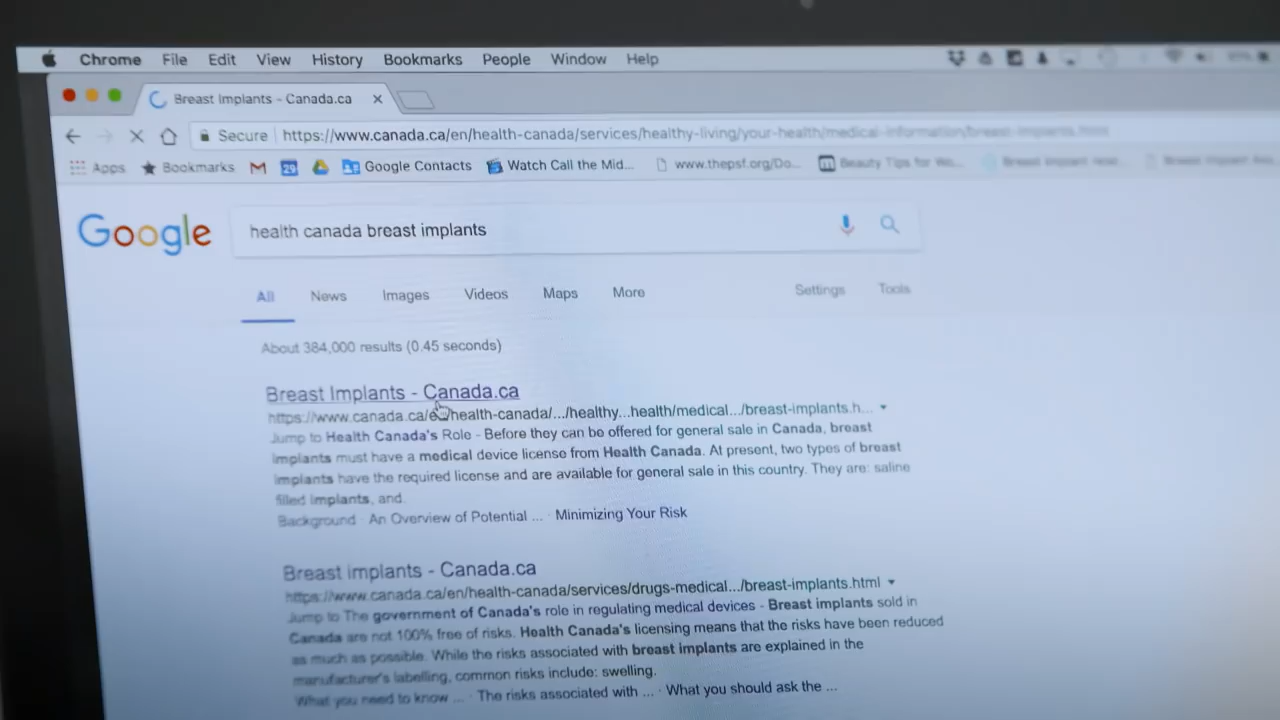 Chrome File Edit View History Bookmarks People Window Help
Breast Implants - Canada.ca
Secure https://www.canada.ca/en/health-canada/services/healthy-living/your-health/medical-information/breast-implants.html
Apps Bookmarks 29 Google Contacts Watch Call the Mid... www.thepsf.org/Do... Beauty Tips for Wo...
Google health canada breast implants
All News Images Videos Maps More Settings Tools
About 384,000 results (0.45 seconds)
Breast Implants - Canada.ca
https://www.canada.ca/en/health-canada/.../healthy...health/medical.../breast-implants.h...
Jump to Health Canada's Role - Before they can be offered for general sale in Canada, breast
implants must have a medical device license from Health Canada. At present, two types of breast
implants have the required license and are available for general sale in this country. They are: saline
filled implants, and.
Background · An Overview of Potential ... · Minimizing Your Risk
Breast implants - Canada.ca
https://www.canada.ca/en/health-canada/services/drugs-medical.../breast-implants.html
Jump to The government of Canada's role in regulating medical devices - Breast implants sold in
Canada are not 100% free of risks. Health Canada's licensing means that the risks have been reduced
as much as possible. While the risks associated with breast implants are explained in the
manufacturer's labelling, common risks include: swelling.
What you need to know ... · The risks associated with ... · What you should ask the ...